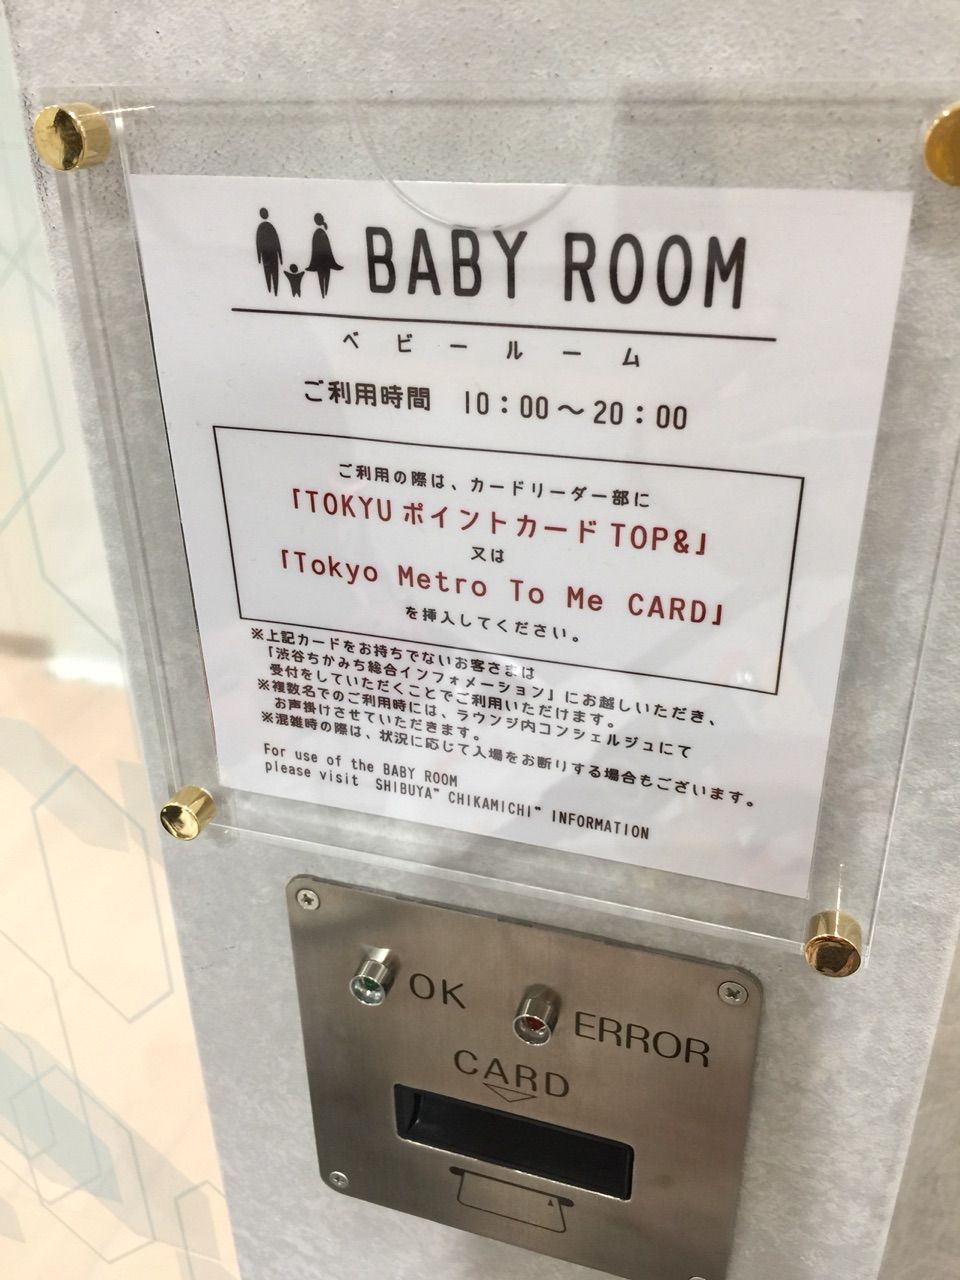 BABY ROOM
ベビールーム
ご利用時間 10:00～20:00
ご利用の際は、カードリーダー部に
「TOKYUポイントカードTOP&」
又は
「Tokyo Metro To Me CARD」
を挿入してください。
※上記カードをお持ちでないお客さまは
「渋谷ちかみち総合インフォメーション」にお越しいただき、
受付をしていただくことでご利用いただけます。
※複数名でのご利用時には、ラウンジ内コンシェルジュにて
お声掛けさせていただきます。
※混雑時の際は、状況に応じて入場をお断りする場合もございます。
For use of the BABY ROOM
please visit SHIBUYA" CHIKAMICHI" INFORMATION
OK
ERROR
CARD